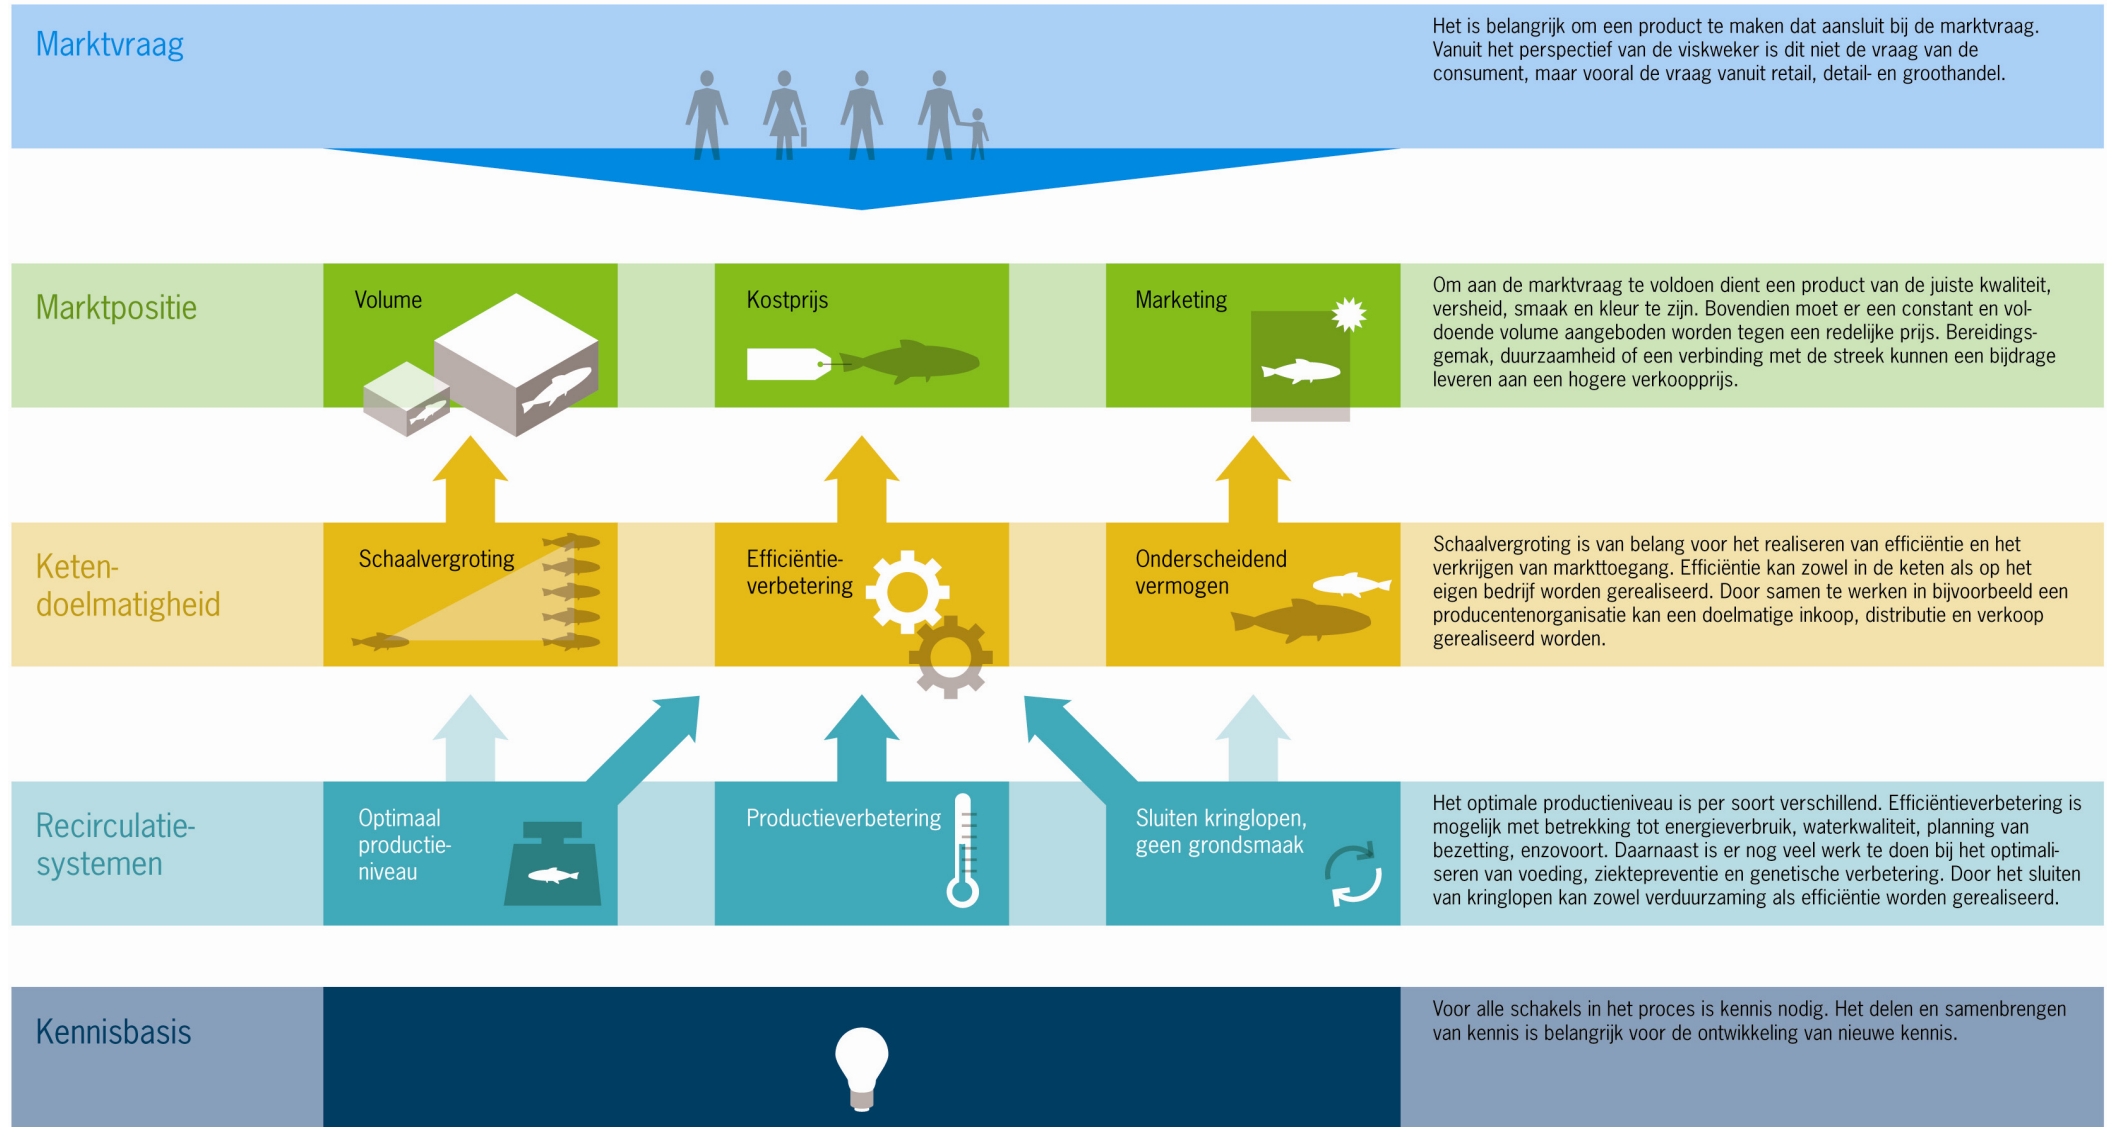 Marktvraag
Het is belangrijk om een product te maken dat aansluit bij de marktvraag.
Vanuit het perspectief van de viskweker is dit niet de vraag van de
consument, maar vooral de vraag vanuit retail, detail- en groothandel.
Marktpositie
Volume
Kostprijs
Marketing
Om aan de marktvraag te voldoen dient een product van de juiste kwaliteit,
versheid, smaak en kleur te zijn. Bovendien moet er een constant en vol-
doende volume aangeboden worden tegen een redelijke prijs. Bereidings-
gemak, duurzaamheid of een verbinding met de streek kunnen een bijdrage
leveren aan een hogere verkoopprijs.
Keten-
doelmatigheid
Schaalvergroting
Efficiëntie-
verbetering
Onderscheidend
vermogen
Schaalvergroting is van belang voor het realiseren van efficiëntie en het
verkrijgen van markttoegang. Efficiëntie kan zowel in de keten als op het
eigen bedrijf worden gerealiseerd. Door samen te werken in bijvoorbeeld een
producentenorganisatie kan een doelmatige inkoop, distributie en verkoop
gerealiseerd worden.
Recirculatie-
systemen
Optimaal
productie-
niveau
Productieverbetering
Sluiten kringlopen,
geen grondsmaak
Het optimale productieniveau is per soort verschillend. Efficiëntieverbetering is
mogelijk met betrekking tot energieverbruik, waterkwaliteit, planning van
bezetting, enzovoort. Daarnaast is er nog veel werk te doen bij het optimali-
seren van voeding, ziektepreventie en genetische verbetering. Door het sluiten
van kringlopen kan zowel verduurzaming als efficiëntie worden gerealiseerd.
Kennisbasis
Voor alle schakels in het proces is kennis nodig. Het delen en samenbrengen
van kennis is belangrijk voor de ontwikkeling van nieuwe kennis.